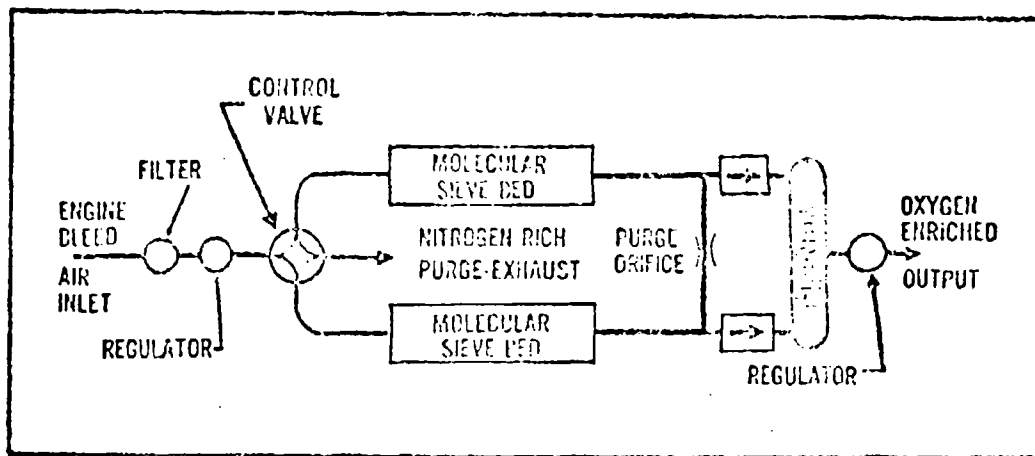 CONTROL
VALVE
FILTER
ENGINE
BLEED
AIR
INLET
REGULATOR
MOLECULAR
SIEVE BED
NITROGEN RICH
PURGE-EXHAUST
MOLECULAR
SIEVE BED
PURGE
ORIFICE
OXYGEN
ENRICHED
OUTPUT
REGULATOR